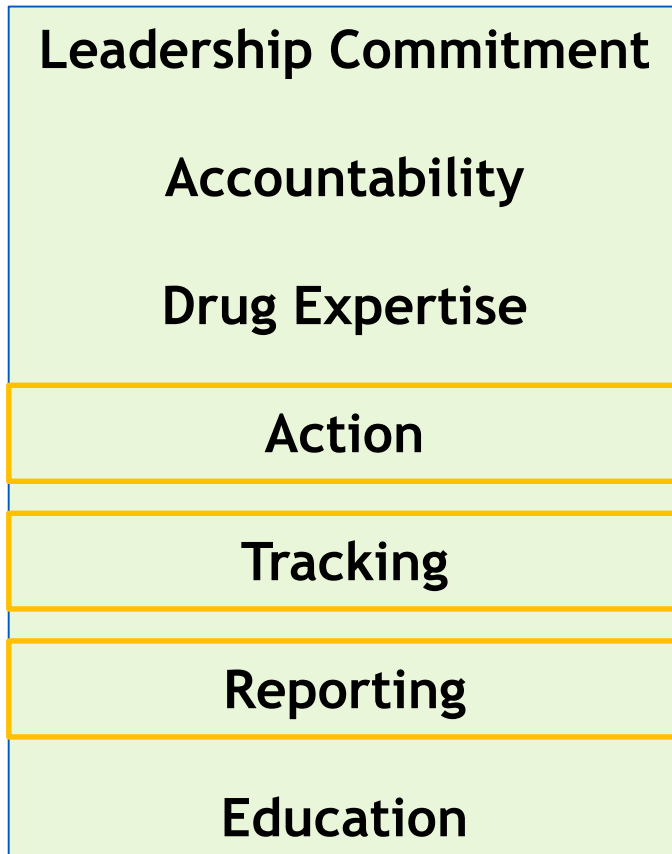 Leadership Commitment
Accountability
Drug Expertise
Action
Tracking
Reporting
Education